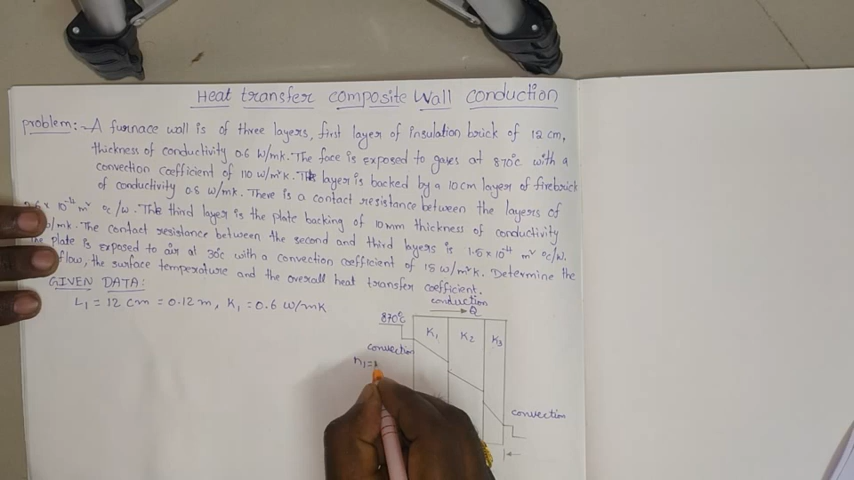 Heat transfer composite Wall conduction
problem:- A furnace wall is of three layers, first layer of insulation brick of 12 cm,
thickness of conductivity 0.6 W/mk. The face is exposed to gases at 870°c with a
convection coefficient of 110 W/m²k. The layer is backed by a 10cm layer of firebrick
of conductivity 0.8 W/mk. There is a contact resistance between the layers of
10⁻⁴ m² °c/w. The third layer is the plate backing of 10mm thickness of conductivity
W/mk. The contact resistance between the second and third layers is 1.5 x 10⁻⁴ m² °c/w.
The plate is exposed to air at 30°c with a convection coefficient of 15 W/m²k. Determine the
flow, the surface temperature and the overall heat transfer coefficient.
GIVEN DATA:-
L₁ = 12 cm = 0.12 m, K₁ = 0.6 W/mK
conduction
Q
870°C
K₁ K₂ K₃
convection
h₁=
convection